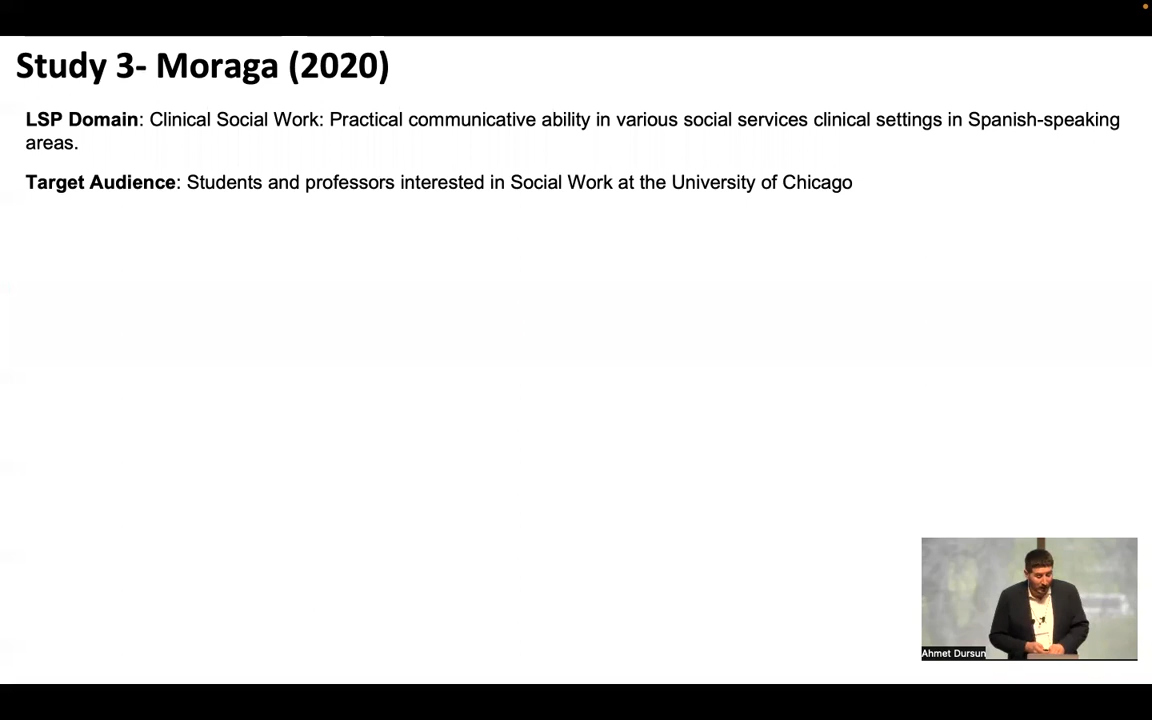 Study 3- Moraga (2020)
LSP Domain: Clinical Social Work: Practical communicative ability in various social services clinical settings in Spanish-speaking
areas.
Target Audience: Students and professors interested in Social Work at the University of Chicago
Ahmet Dursun